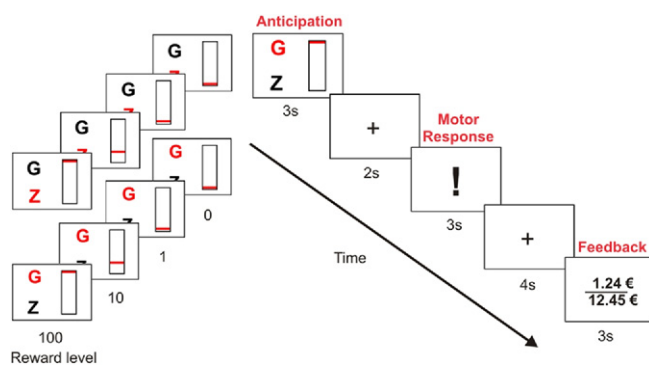 Anticipation
G
Z
3s
+
2s
Motor
Response
!
3s
+
4s
Feedback
1.24 €
12.45 €
3s
Time
G
Z
G
Z
G
Z
G
Z
G
Z
0
G
Z
1
G
Z
10
G
Z
100
Reward level